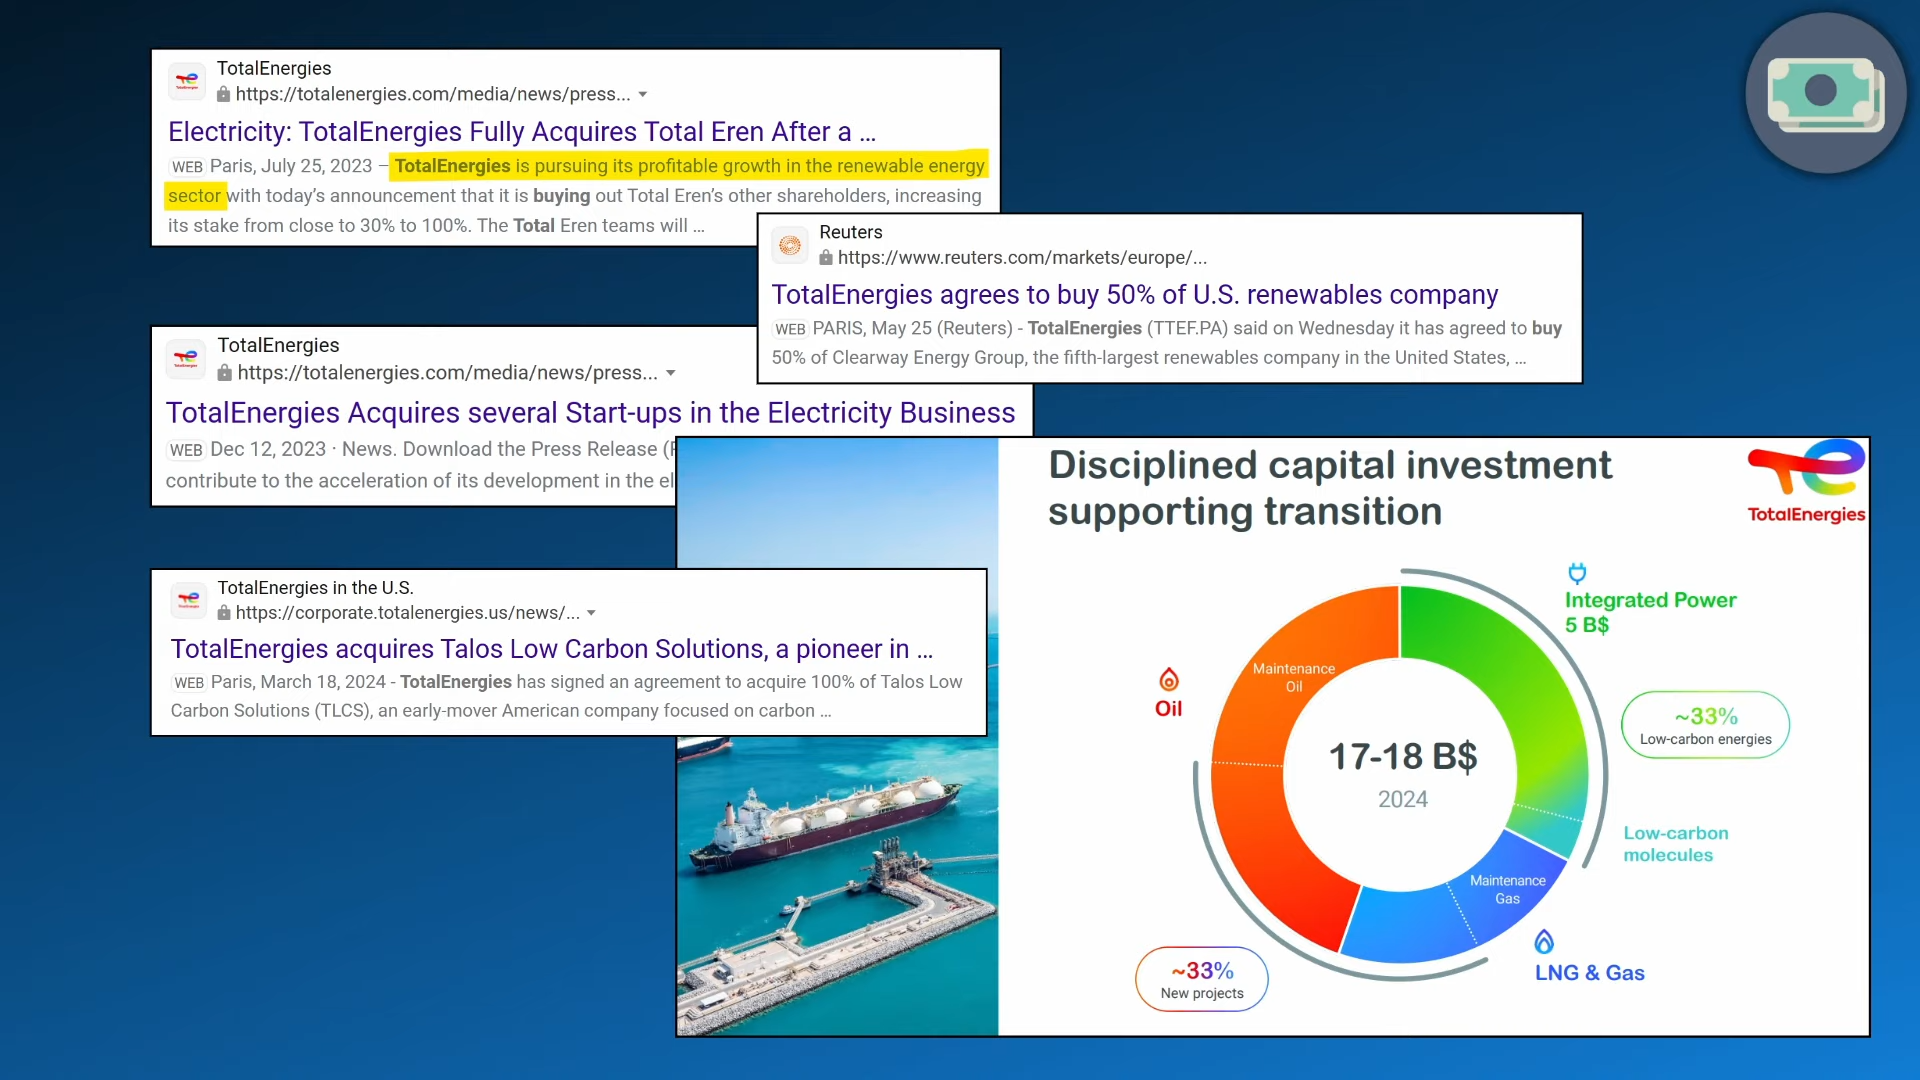 TotalEnergies
https://totalenergies.com/media/news/press...
Electricity: TotalEnergies Fully Acquires Total Eren After a ...
WEB Paris, July 25, 2023 – TotalEnergies is pursuing its profitable growth in the renewable energy
sector with today's announcement that it is buying out Total Eren's other shareholders, increasing
its stake from close to 30% to 100%. The Total Eren teams will ...
Reuters
https://www.reuters.com/markets/europe/...
TotalEnergies agrees to buy 50% of U.S. renewables company
WEB PARIS, May 25 (Reuters) - TotalEnergies (TTEF.PA) said on Wednesday it has agreed to buy
50% of Clearway Energy Group, the fifth-largest renewables company in the United States, ...
TotalEnergies
https://totalenergies.com/media/news/press...
TotalEnergies Acquires several Start-ups in the Electricity Business
WEB Dec 12, 2023 · News. Download the Press Release (
contribute to the acceleration of its development in the el
TotalEnergies in the U.S.
https://corporate.totalenergies.us/news/...
TotalEnergies acquires Talos Low Carbon Solutions, a pioneer in ...
WEB Paris, March 18, 2024 - TotalEnergies has signed an agreement to acquire 100% of Talos Low
Carbon Solutions (TLCS), an early-mover American company focused on carbon ...
Disciplined capital investment
supporting transition
TotalEnergies
Integrated Power
5 B$
Maintenance
Oil
Oil
~33%
Low-carbon energies
17-18 B$
2024
Low-carbon
molecules
Maintenance
Gas
LNG & Gas
~33%
New projects